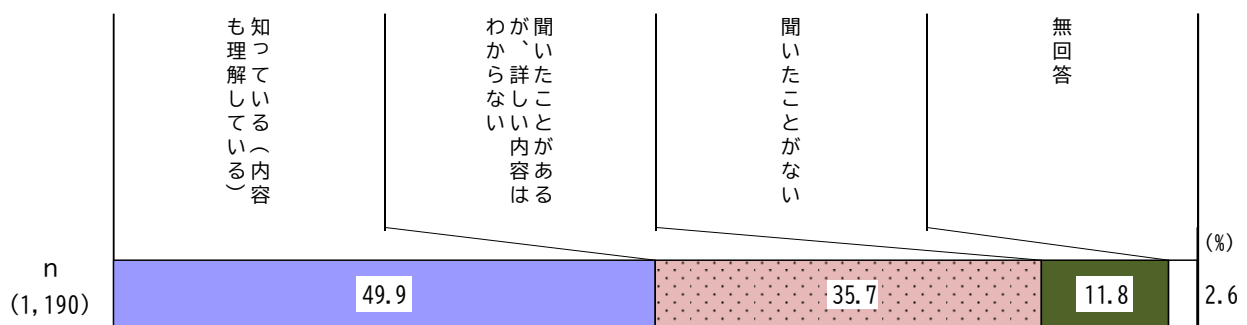 知っている（内容
も理解している）
聞いたことがある
が、詳しい内容は
わからない
聞いたことがない
無回答
(%)
n
(1,190)
49.9
35.7
11.8
2.6